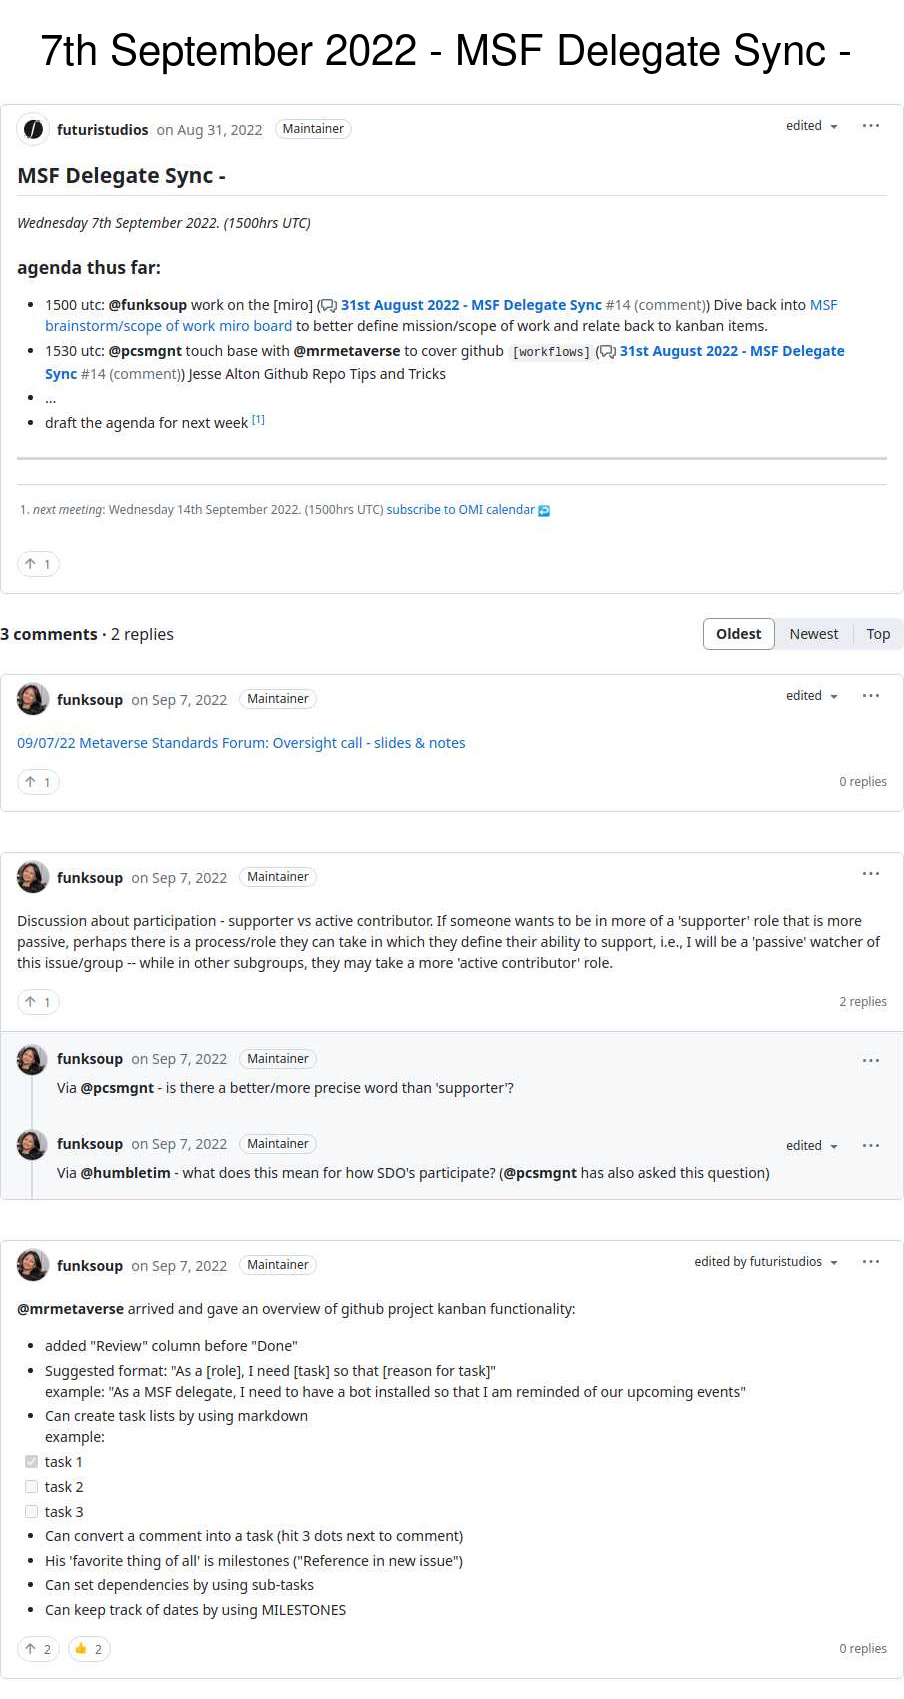 7th September 2022 - MSF Delegate Sync -
futuristudios on Aug 31, 2022 Maintainer edited
MSF Delegate Sync -
Wednesday 7th September 2022. (1500hrs UTC)
agenda thus far:
1500 utc: @funksoup work on the [miro] (31st August 2022 - MSF Delegate Sync #14 (comment)) Dive back into MSF
brainstorm/scope of work miro board to better define mission/scope of work and relate back to kanban items.
1530 utc: @pcsmgnt touch base with @mrmetaverse to cover github [workflows] (31st August 2022 - MSF Delegate
Sync #14 (comment)) Jesse Alton Github Repo Tips and Tricks
...
draft the agenda for next week [1]
1. next meeting: Wednesday 14th September 2022. (1500hrs UTC) subscribe to OMI calendar
1
3 comments · 2 replies Oldest Newest Top
funksoup on Sep 7, 2022 Maintainer edited
09/07/22 Metaverse Standards Forum: Oversight call - slides & notes
1 0 replies
funksoup on Sep 7, 2022 Maintainer
Discussion about participation - supporter vs active contributor. If someone wants to be in more of a 'supporter' role that is more
passive, perhaps there is a process/role they can take in which they define their ability to support, i.e., I will be a 'passive' watcher of
this issue/group -- while in other subgroups, they may take a more 'active contributor' role.
1 2 replies
funksoup on Sep 7, 2022 Maintainer
Via @pcsmgnt - is there a better/more precise word than 'supporter'?
funksoup on Sep 7, 2022 Maintainer edited
Via @humbletim - what does this mean for how SDO's participate? (@pcsmgnt has also asked this question)
funksoup on Sep 7, 2022 Maintainer edited by futuristudios
@mrmetaverse arrived and gave an overview of github project kanban functionality:
added "Review" column before "Done"
Suggested format: "As a [role], I need [task] so that [reason for task]"
example: "As a MSF delegate, I need to have a bot installed so that I am reminded of our upcoming events"
Can create task lists by using markdown
example:
task 1
task 2
task 3
Can convert a comment into a task (hit 3 dots next to comment)
His 'favorite thing of all' is milestones ("Reference in new issue")
Can set dependencies by using sub-tasks
Can keep track of dates by using MILESTONES
2 2 0 replies